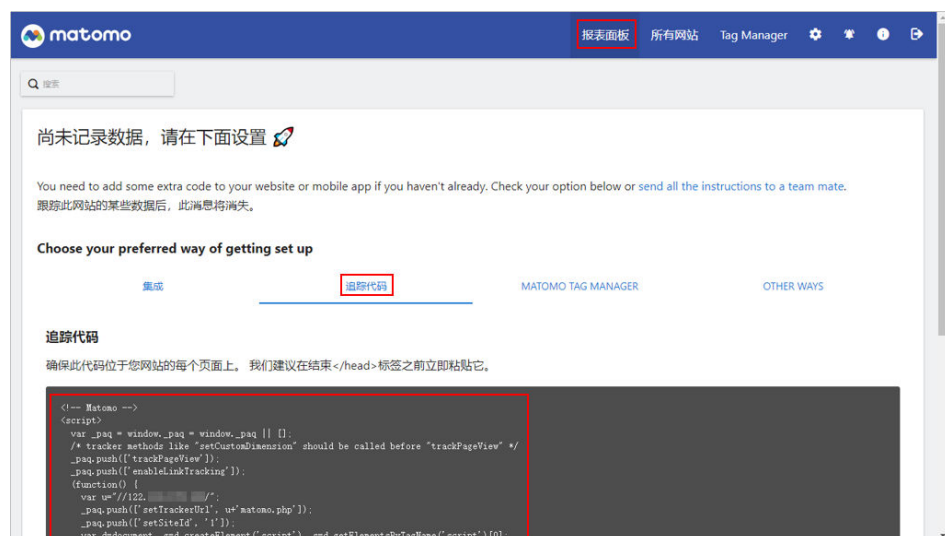 matomo
报表面板 所有网站 Tag Manager
搜索
尚未记录数据，请在下面设置 🚀
You need to add some extra code to your website or mobile app if you haven't already. Check your option below or send all the instructions to a team mate.
跟踪此网站的某些数据后，此消息将消失。
Choose your preferred way of getting set up
集成 追踪代码 MATOMO TAG MANAGER OTHER WAYS
追踪代码
确保此代码位于您网站的每个页面上。 我们建议在结束</head>标签之前立即粘贴它。
<!-- Matomo -->
<script>
var _paq = window._paq = window._paq || [];
/* tracker methods like "setCustomDimension" should be called before "trackPageView" */
_paq.push(['trackPageView']);
_paq.push(['enableLinkTracking']);
(function() {
var u="//122. /";
_paq.push(['setTrackerUrl', u+'matomo.php']);
_paq.push(['setSiteId', '1']);